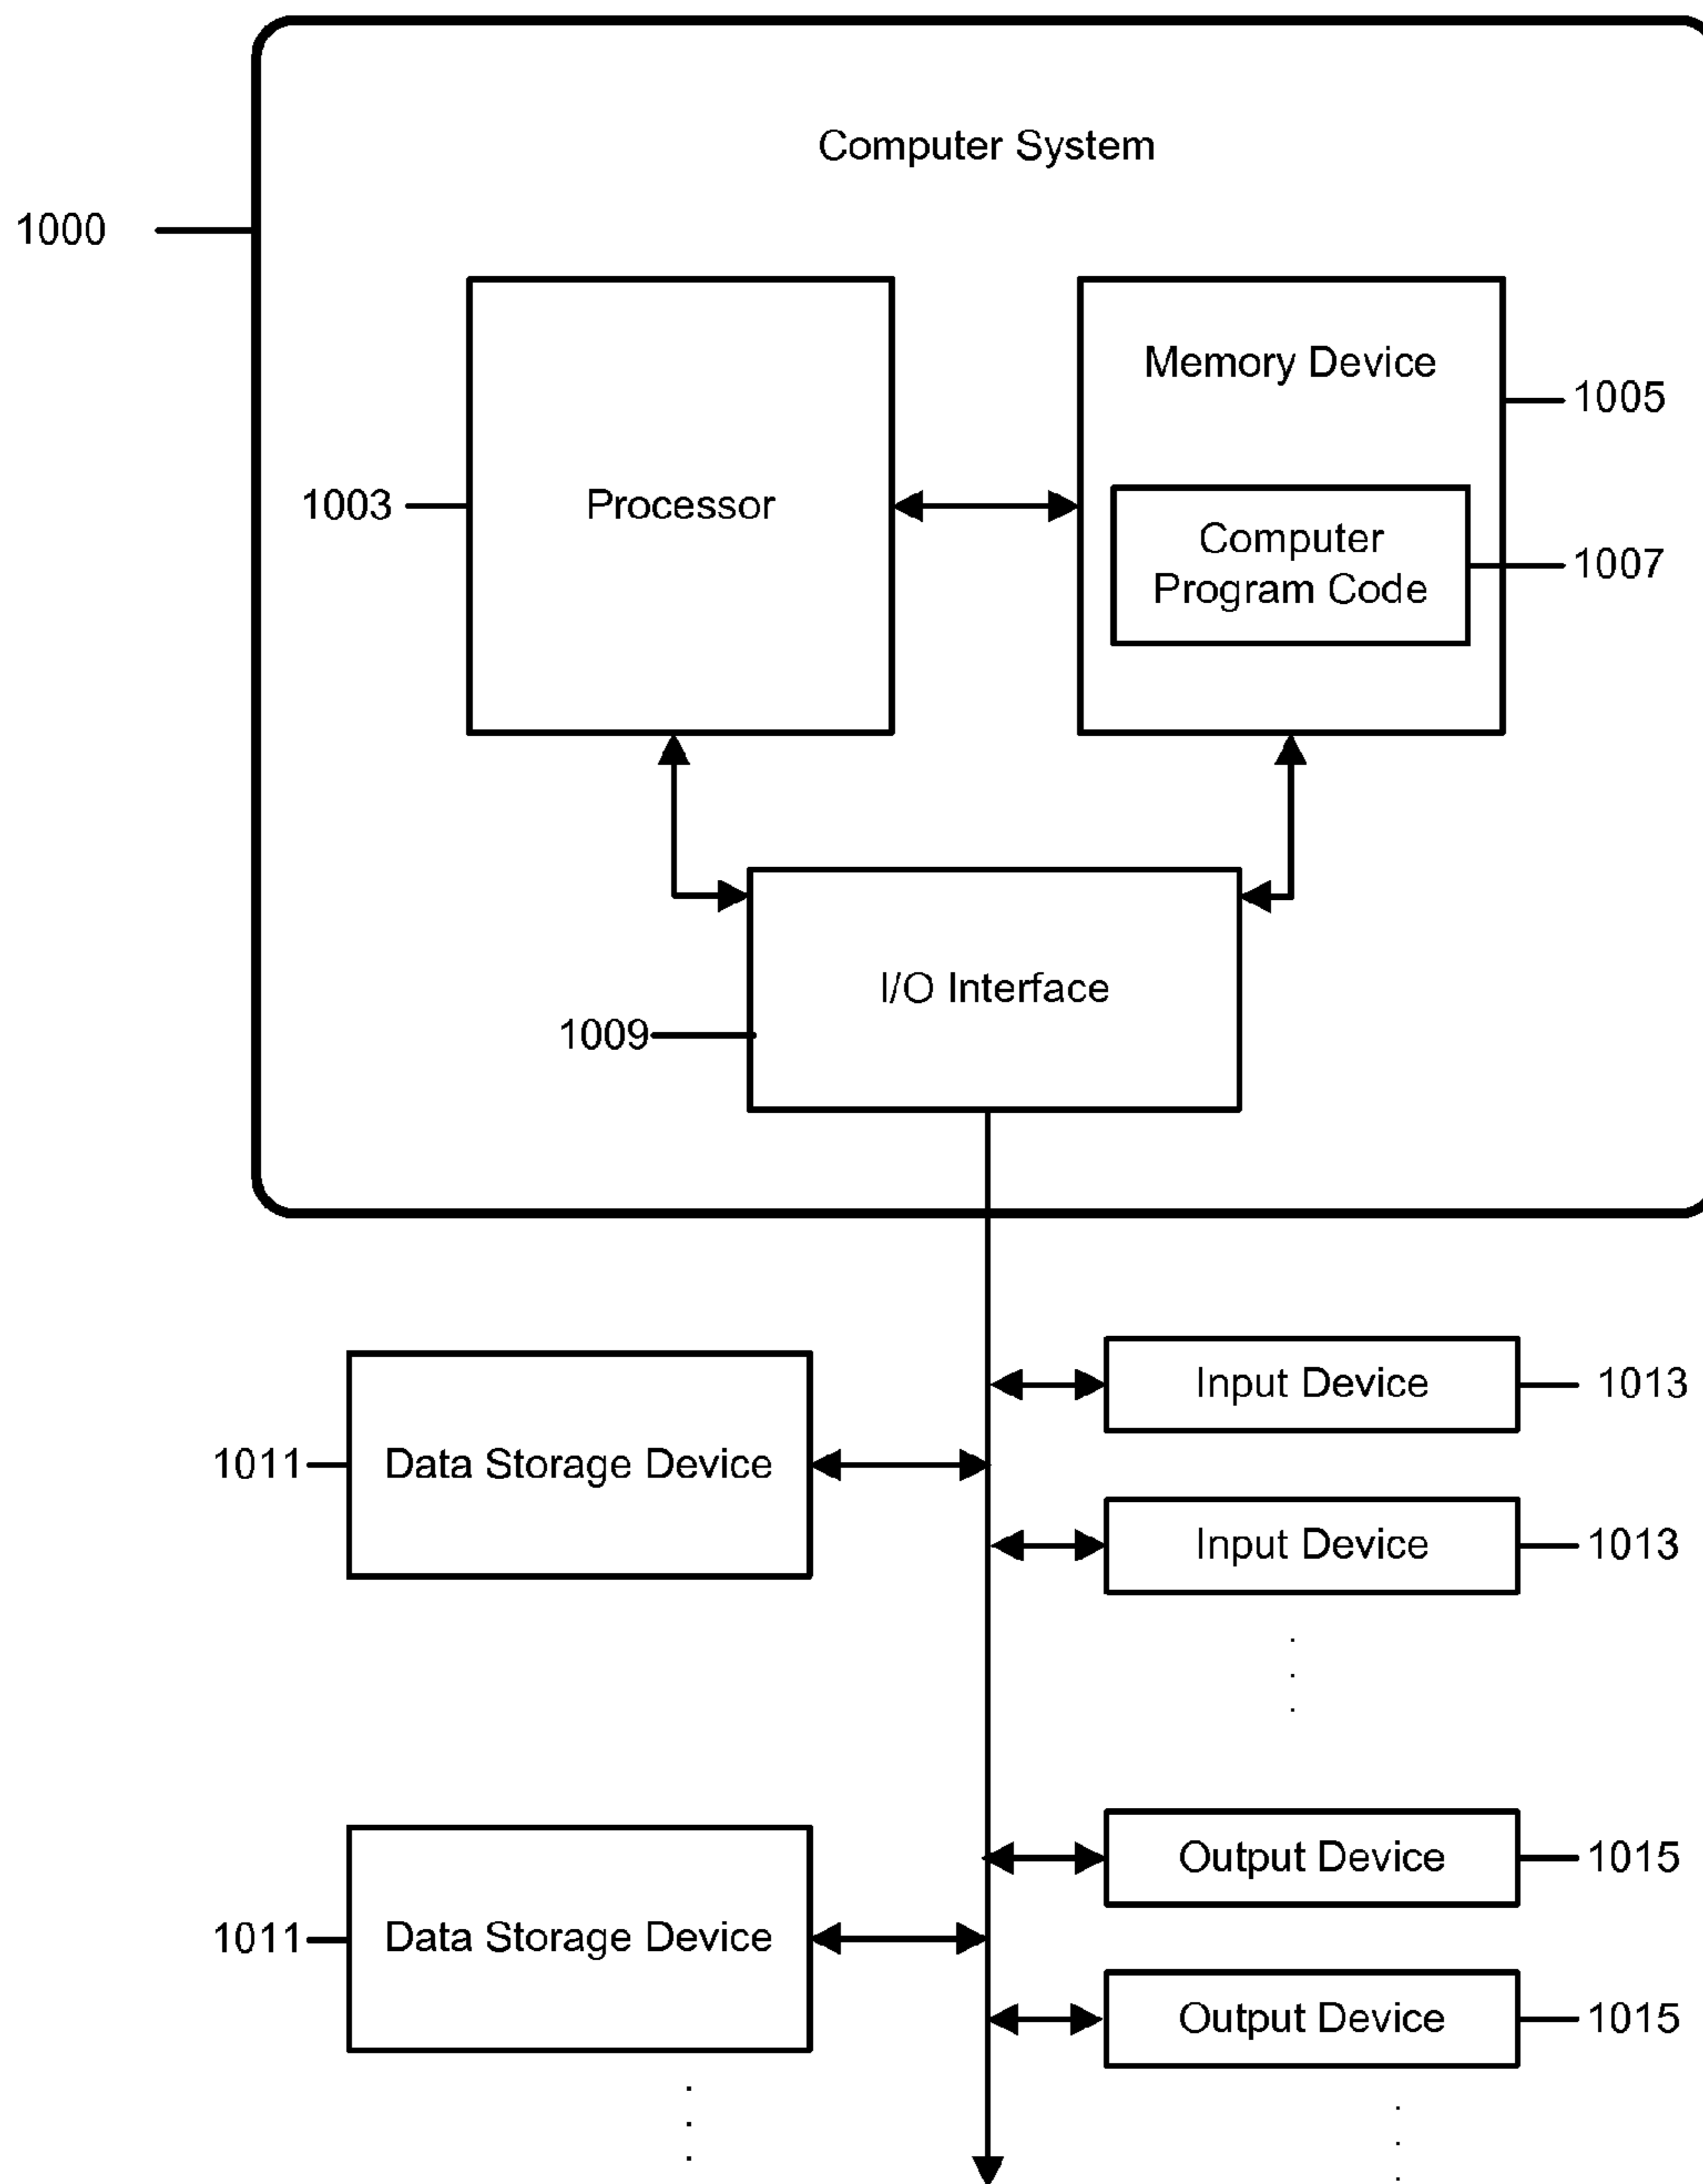 Computer System
1000
Memory Device
1005
1003
Processor
Computer
Program Code
1007
I/O Interface
1009
Input Device
1013
1011
Data Storage Device
Input Device
1013
Output Device
1015
1011
Data Storage Device
Output Device
1015